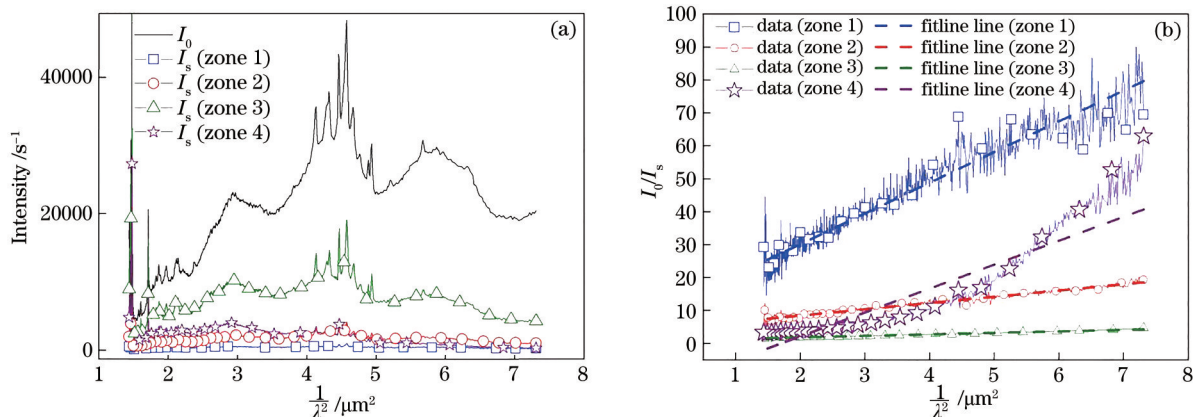 (a)
I₀
Iₛ (zone 1)
Iₛ (zone 2)
Iₛ (zone 3)
Iₛ (zone 4)
Intensity /s⁻¹
40000
20000
0
1 2 3 4 5 6 7 8
1/λ² /μm²
(b)
data (zone 1) fitline line (zone 1)
data (zone 2) fitline line (zone 2)
data (zone 3) fitline line (zone 3)
data (zone 4) fitline line (zone 4)
I₀/Iₛ
100
90
80
70
60
50
40
30
20
10
0
1 2 3 4 5 6 7 8
1/λ² /μm²